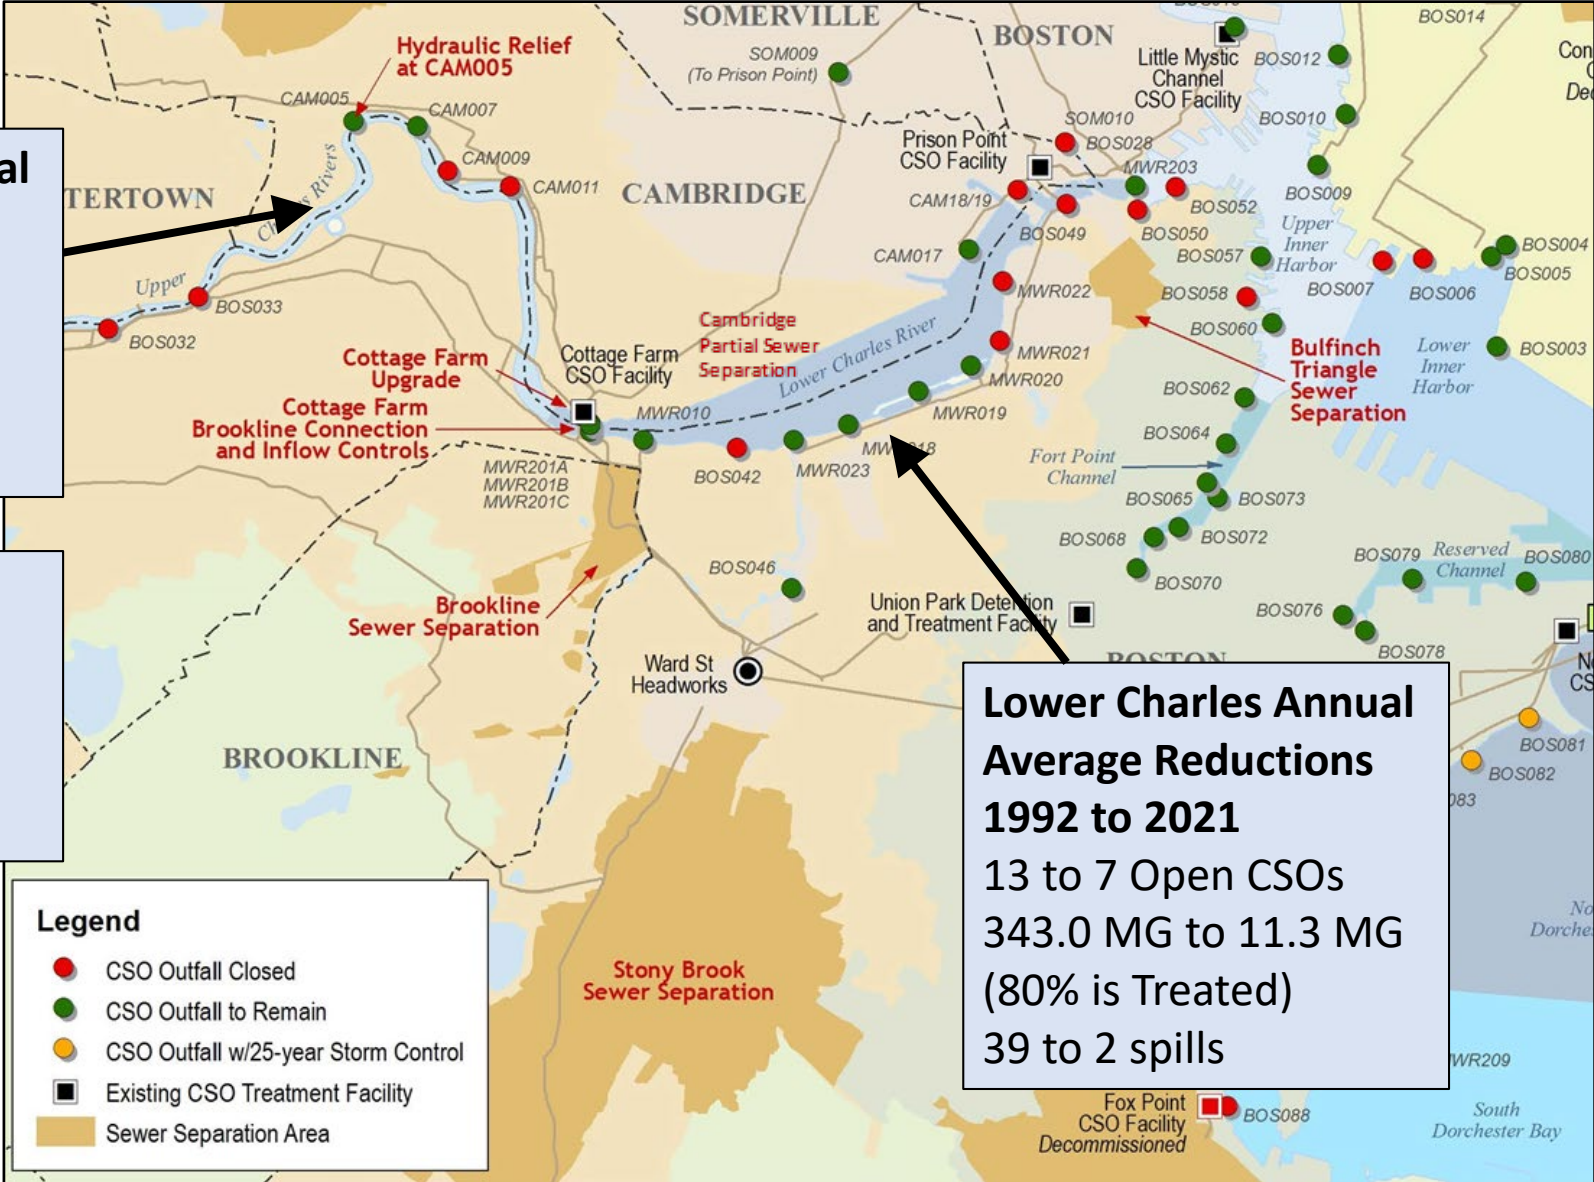 SOMERVILLE
BOSTON
BOS014
Hydraulic Relief
at CAM005
SOM009
(To Prison Point)
Little Mystic
Channel
CSO Facility
BOS012
CAM005
CAM007
BOS010
SOM010
BOS028
Prison Point
CSO Facility
MWR203
CAM009
CAM011
CAMBRIDGE
CAM18/19
BOS009
BOS052
BOS049
BOS050
Upper
Inner
Harbor
CAM017
BOS057
BOS004
BOS005
BOS007
BOS006
Upper
BOS033
MWR022
BOS058
BOS032
Cambridge
Partial Sewer
Separation
Lower Charles River
BOS060
MWR021
Bulfinch
Triangle
Sewer
Separation
Lower
Inner
Harbor
BOS003
Cottage Farm
Upgrade
Cottage Farm
CSO Facility
MWR020
Cottage Farm
Brookline Connection
and Inflow Controls
MWR010
MWR019
BOS062
BOS064
MWR201A
MWR201B
MWR201C
BOS042
MWR023
Fort Point
Channel
BOS065
BOS073
BOS068
BOS072
BOS046
BOS070
BOS079
Reserved
Channel
BOS080
Brookline
Sewer Separation
Union Park Detention
and Treatment Facility
BOS076
BOS078
Ward St
Headworks
BOSTON
Lower Charles Annual
Average Reductions
1992 to 2021
13 to 7 Open CSOs
343.0 MG to 11.3 MG
(80% is Treated)
39 to 2 spills
BROOKLINE
BOS081
BOS082
Stony Brook
Sewer Separation
Legend
CSO Outfall Closed
CSO Outfall to Remain
CSO Outfall w/25-year Storm Control
Existing CSO Treatment Facility
Sewer Separation Area
Fox Point
CSO Facility
Decommissioned
BOS088
South
Dorchester Bay